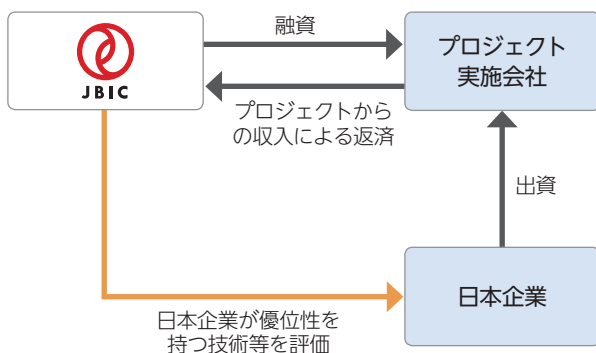 融資
プロジェクト
実施会社
JBIC
プロジェクトから
の収入による返済
出資
日本企業
日本企業が優位性を
持つ技術等を評価